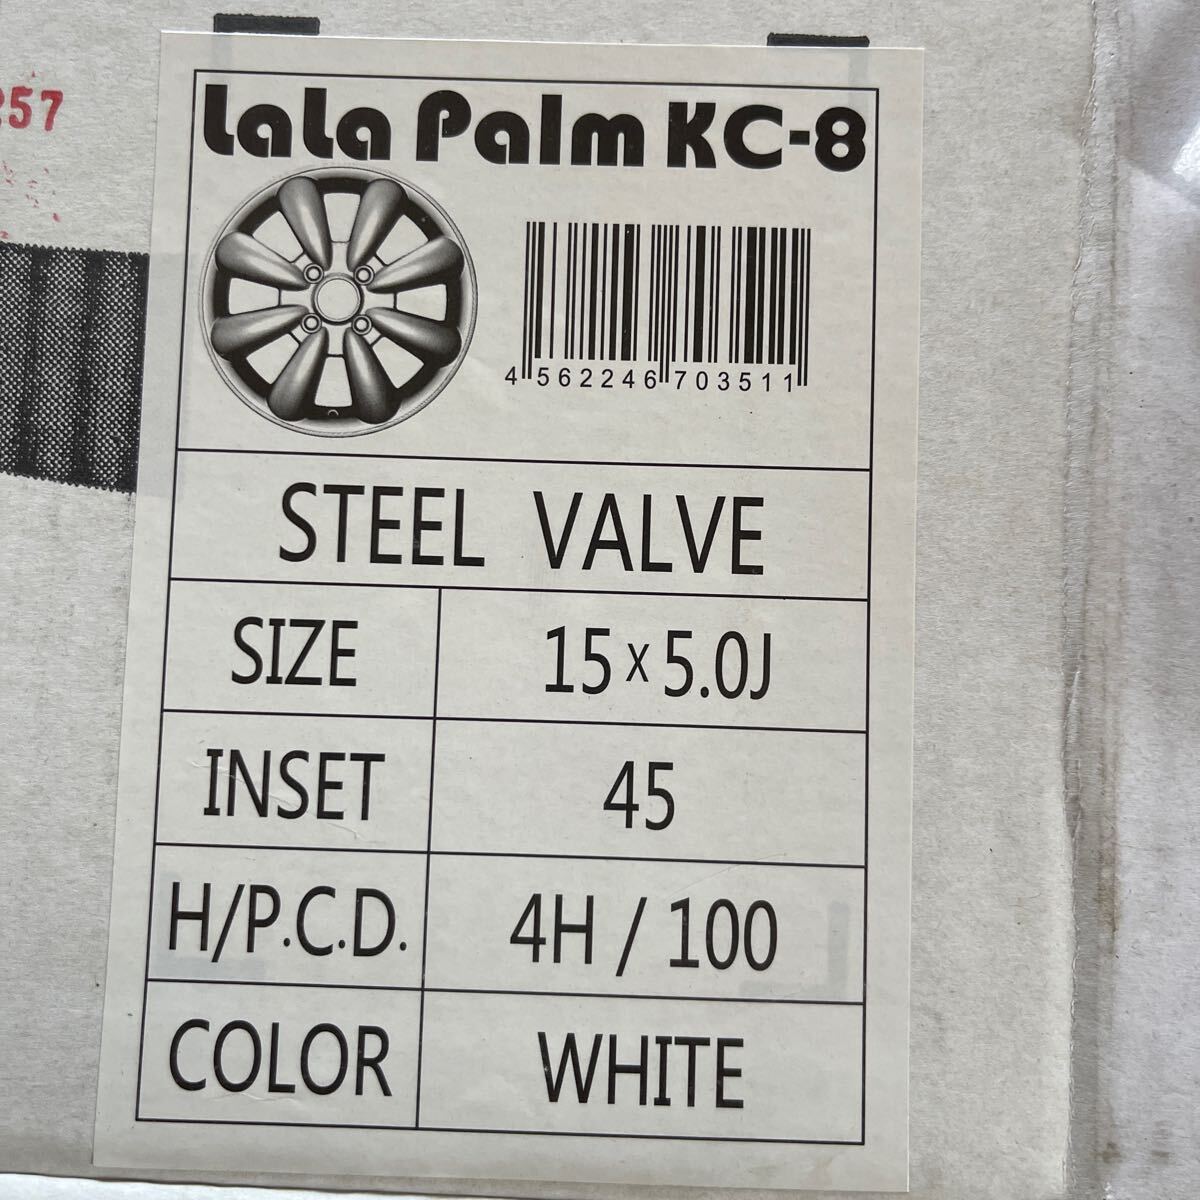 257
LaLa Palm KC-8
4 562246 703511
STEEL VALVE
SIZE 15×5.0J
INSET 45
H/P.C.D. 4H / 100
COLOR WHITE